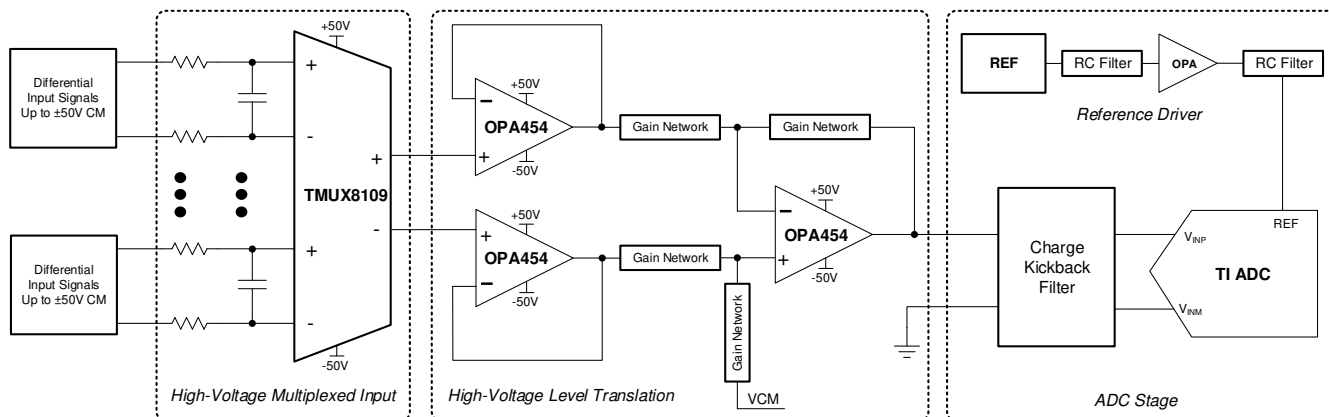 Differential
Input Signals
Up to ±50V CM
Differential
Input Signals
Up to ±50V CM
+50V
+
-
TMUX8109
+
-
+
-
-50V
High-Voltage Multiplexed Input
+50V
−
OPA454
+
-50V
+50V
+
OPA454
−
-50V
Gain Network
Gain Network
Gain Network
Gain Network
VCM
+50V
−
OPA454
+
-50V
High-Voltage Level Translation
REF
RC Filter
OPA
RC Filter
Reference Driver
Charge
Kickback
Filter
REF
VINP
TI ADC
VINM
ADC Stage